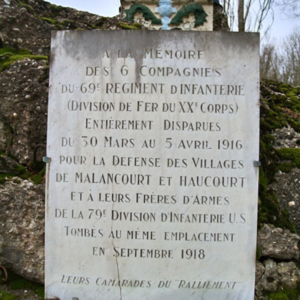 A LA MÉMOIRE
DES 6 COMPAGNIES
DU 69E REGIMENT D'INFANTERIE
(DIVISION DE FER DU XXE CORPS)
ENTIÈREMENT DISPARUES
DU 30 MARS AU 5 AVRIL 1916
POUR LA DEFENSE DES VILLAGES
DE MALANCOURT ET HAUCOURT
ET À LEURS FRÈRES D'ARMES
DE LA 79E DIVISION D'INFANTERIE U.S
TOMBÉS AU MÊME EMPLACEMENT
EN SEPTEMBRE 1918
LEURS CAMARADES DU RALLIEMENT